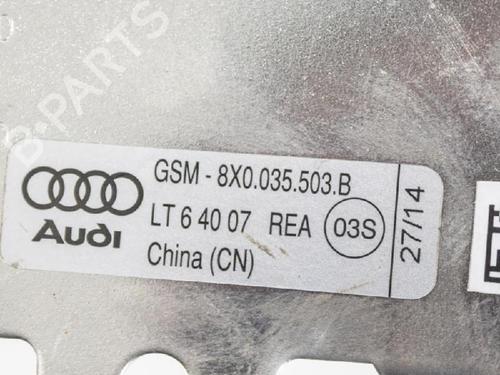 B-PARTS
Audi
GSM - 8X0.035.503.B
LT 6 40 07 REA 03S
China (CN)
27/14